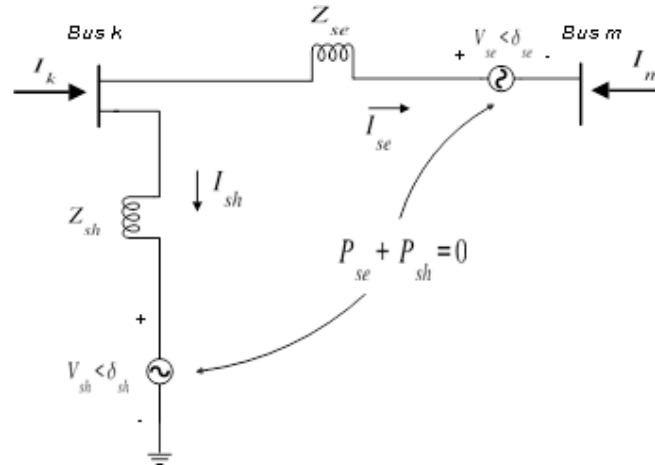 Z_se
Bus k
V_se<δ_se
Bus m
+
-
I_k
I_m
I_se
I_sh
Z_sh
P_se + P_sh = 0
+
V_sh<δ_sh
-